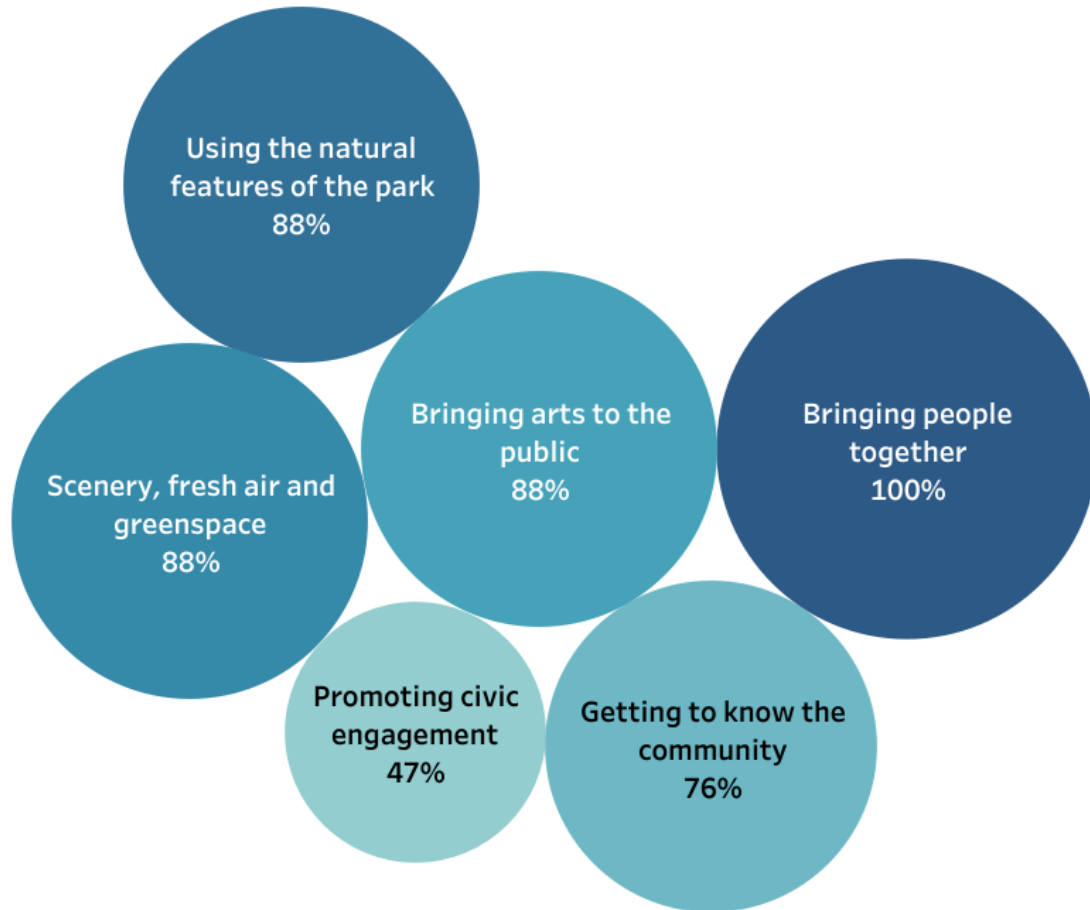 Using the natural
features of the park
88%
Bringing arts to the
public
88%
Bringing people
together
100%
Scenery, fresh air and
greenspace
88%
Promoting civic
engagement
47%
Getting to know the
community
76%